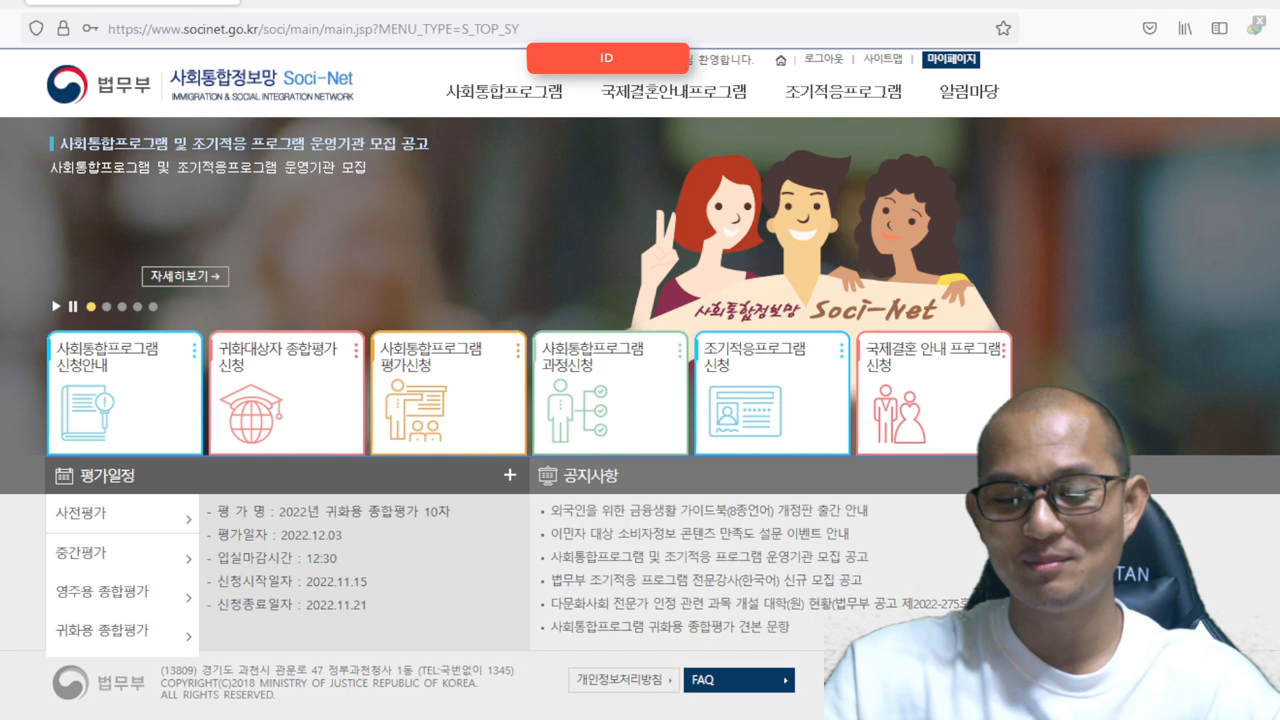 https://www.socinet.go.kr/soci/main/main.jsp?MENU_TYPE=S_TOP_SY
ID
환영합니다.
로그아웃
사이트맵
마이페이지
법무부
사회통합정보망 Soci-Net
IMMIGRATION & SOCIAL INTEGRATION NETWORK
사회통합프로그램
국제결혼안내프로그램
조기적응프로그램
알림마당
사회통합프로그램 및 조기적응 프로그램 운영기관 모집 공고
사회통합프로그램 및 조기적응프로그램 운영기관 모집
자세히보기→
사회통합정보망 Soci-Net
사회통합프로그램
신청안내
귀화대상자 종합평가
신청
사회통합프로그램
평가신청
사회통합프로그램
과정신청
조기적응프로그램
신청
국제결혼 안내 프로그램
신청
평가일정 +
사전평가
중간평가
영주용 종합평가
귀화용 종합평가
- 평 가 명 : 2022년 귀화용 종합평가 10차
- 평가일자 : 2022.12.03
- 입실마감시간 : 12:30
- 신청시작일자 : 2022.11.15
- 신청종료일자 : 2022.11.21
공지사항
• 외국인을 위한 금융생활 가이드북(8종언어) 개정판 출간 안내
• 이민자 대상 소비자정보 콘텐츠 만족도 설문 이벤트 안내
• 사회통합프로그램 및 조기적응 프로그램 운영기관 모집 공고
• 법무부 조기적응 프로그램 전문강사(한국어) 신규 모집 공고
• 다문화사회 전문가 인정 관련 과목 개설 대학(원) 현황(법무부 공고 제2022-275호
• 사회통합프로그램 귀화용 종합평가 견본 문항
TAN
법무부
(13809) 경기도 과천시 관문로 47 정부과천청사 1동 (TEL:국번없이 1345)
COPYRIGHT(C)2018 MINISTRY OF JUSTICE REPUBLIC OF KOREA.
ALL RIGHTS RESERVED.
개인정보처리방침
FAQ